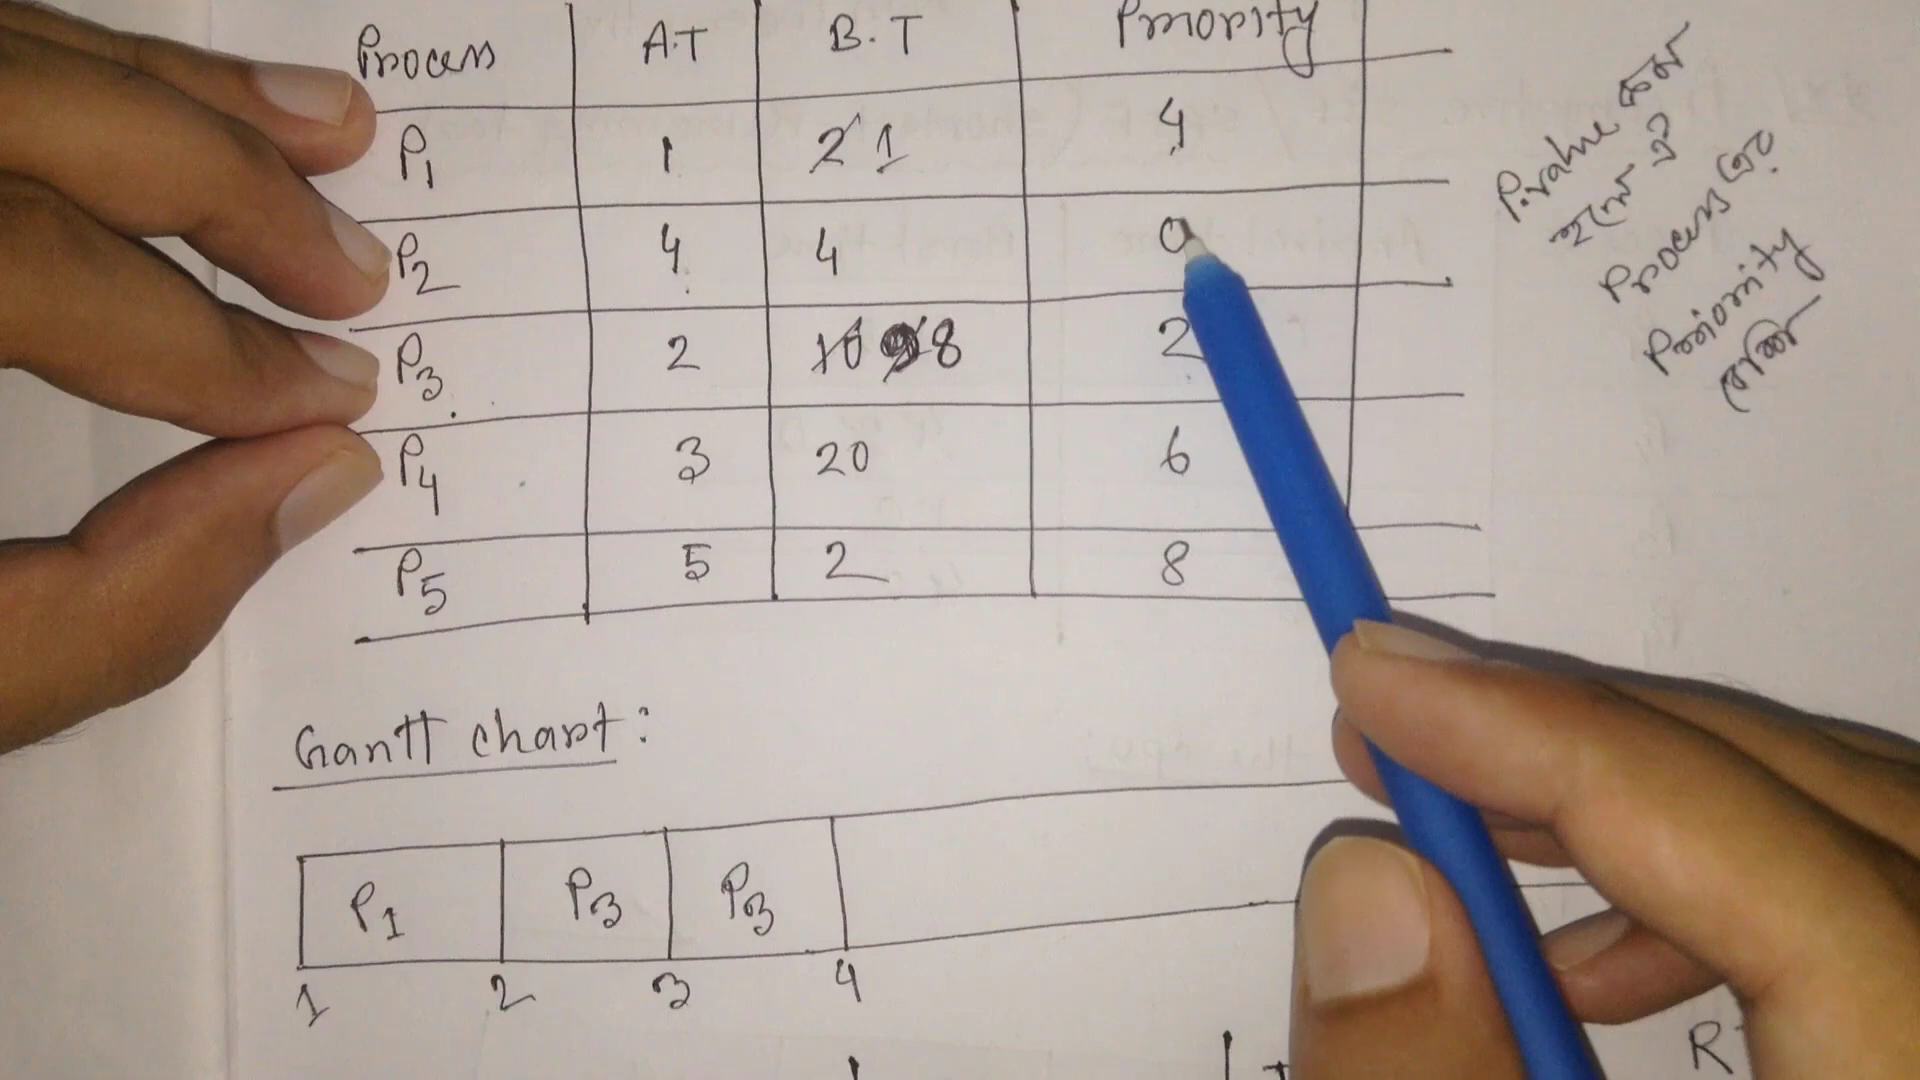 Process A.T B.T Priority
P1 1 2 1 4
P2 4 4 0
P3 2 10 9 8 2
P4 3 20 6
P5 5 2 8
P.value কম
হলে ঐ
Process এর
Priority
বেশি
Gantt chart:
P1 P3 P3
1 2 3 4
R